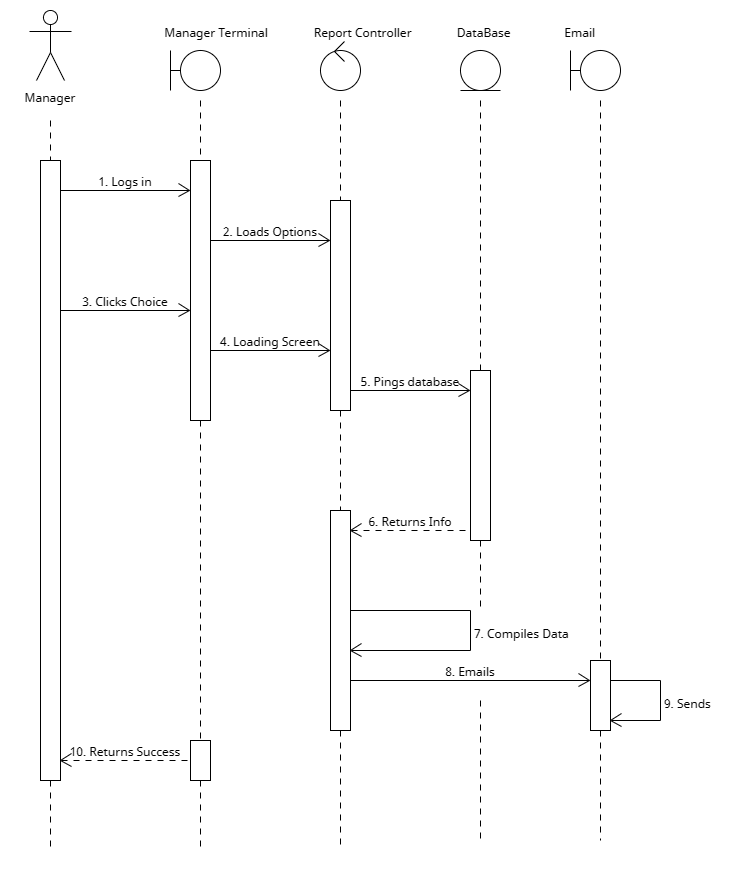 Manager Terminal
Report Controller
DataBase
Email
Manager
1. Logs in
2. Loads Options
3. Clicks Choice
4. Loading Screen
5. Pings database
6. Returns Info
7. Compiles Data
8. Emails
9. Sends
10. Returns Success